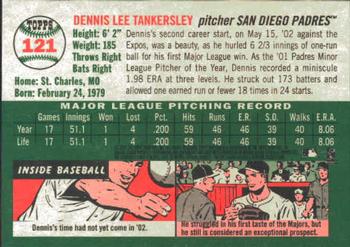 TOPPS
121
DENNIS LEE TANKERSLEY pitcher SAN DIEGO PADRES™
Height: 6' 2"
Weight: 185
Throws Right
Bats Right
Home: St. Charles, MO
Born: February 24, 1979
Dennis's second career start, on May 15, '02 against the
Expos, was a beauty, as he hurled 6 2/3 innings of one-run
ball for his first Major League win. As the '01 Padres Minor
League Pitcher of the Year, Dennis recorded a miniscule
1.98 ERA at three levels. He struck out 173 batters and
allowed one earned run or fewer 18 times in 24 starts.
MAJOR LEAGUE PITCHING RECORD
Games Innings Won Lost Pct. Hits Runs E.R. S.O. Walks E.R.A.
Year 17 51.1 1 4 .200 59 46 46 39 40 8.06
Life 17 51.1 1 4 .200 59 46 46 39 40 8.06
INSIDE BASEBALL
Dennis's time had not yet come in '02.
He struggled in his first taste of the Majors, but he
still is considered an exceptional prospect.